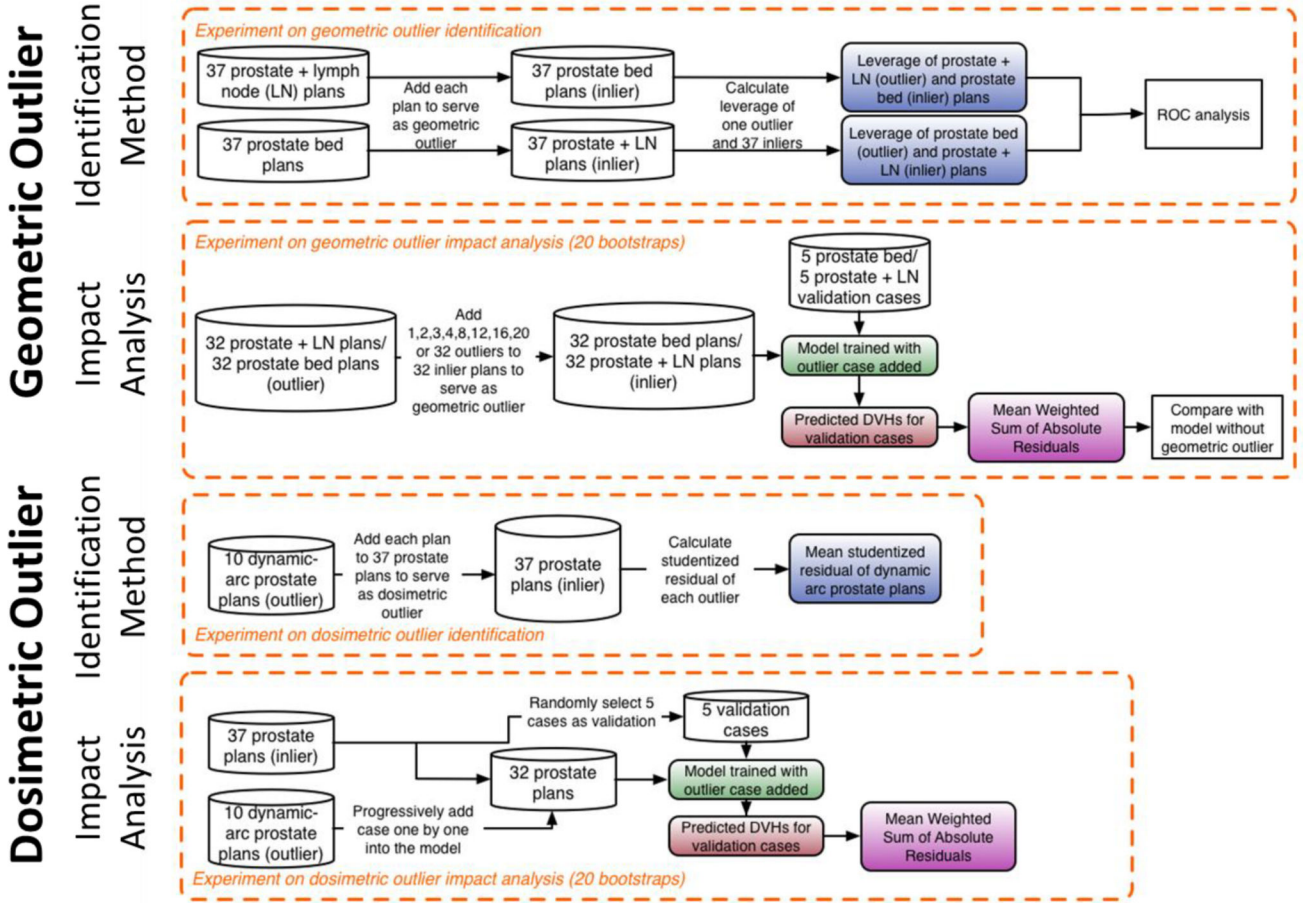 Geometric Outlier
Identification
Method
Experiment on geometric outlier identification
37 prostate + lymph
node (LN) plans
Add each
plan to serve
as geometric
outlier
37 prostate bed
plans (inlier)
Calculate
leverage of
one outlier
and 37 inliers
Leverage of prostate +
LN (outlier) and prostate
bed (inlier) plans
ROC analysis
37 prostate bed
plans
37 prostate + LN
plans (inlier)
Leverage of prostate bed
(outlier) and prostate +
LN (inlier) plans
Impact
Analysis
Experiment on geometric outlier impact analysis (20 bootstraps)
32 prostate + LN plans/
32 prostate bed plans
(outlier)
Add
1,2,3,4,8,12,16,20
or 32 outliers to
32 inlier plans to
serve as
geometric outlier
32 prostate bed plans/
32 prostate + LN plans
(inlier)
5 prostate bed/
5 prostate + LN
validation cases
Model trained with
outlier case added
Predicted DVHs for
validation cases
Mean Weighted
Sum of Absolute
Residuals
Compare with
model without
geometric outlier
Dosimetric Outlier
Identification
Method
10 dynamic-
arc prostate
plans (outlier)
Add each plan
to 37 prostate
plans to serve
as dosimetric
outlier
37 prostate
plans (inlier)
Calculate
studentized
residual of
each outlier
Mean studentized
residual of dynamic
arc prostate plans
Experiment on dosimetric outlier identification
Impact
Analysis
37 prostate
plans (inlier)
Randomly select 5
cases as validation
5 validation
cases
32 prostate
plans
Model trained with
outlier case added
10 dynamic-
arc prostate
plans (outlier)
Progressively add
case one by one
into the model
Predicted DVHs for
validation cases
Mean Weighted
Sum of Absolute
Residuals
Experiment on dosimetric outlier impact analysis (20 bootstraps)